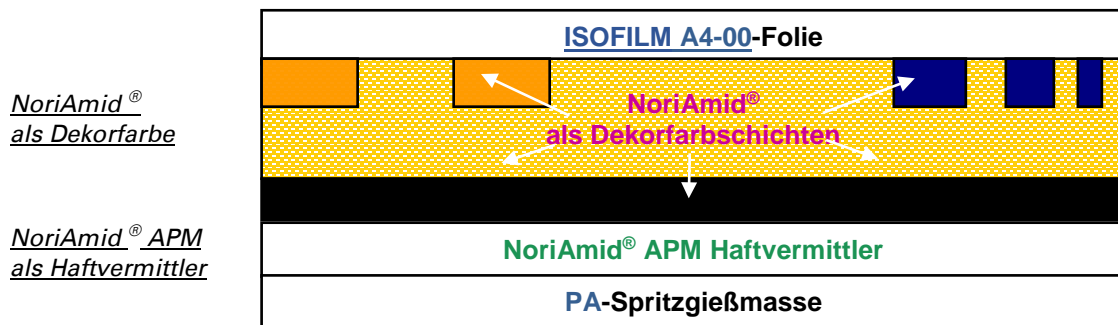 ISOFILM A4-00-Folie
NoriAmid ®
als Dekorfarbe
NoriAmid®
als Dekorfarbschichten
NoriAmid ® APM
als Haftvermittler
NoriAmid® APM Haftvermittler
PA-Spritzgießmasse